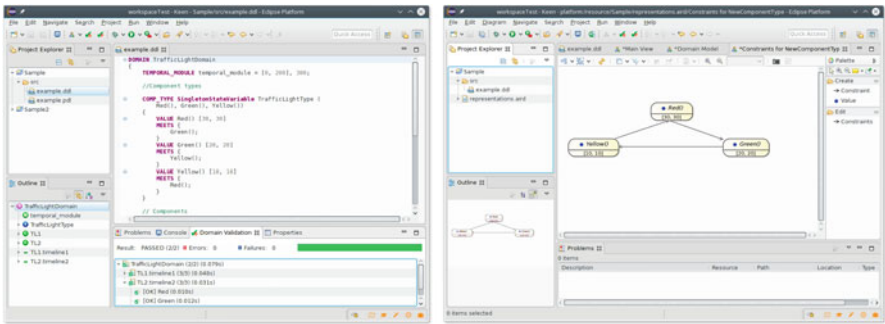 workspaceTest - Keen - Sample/src/example.ddl - Eclipse Platform
File Edit Navigate Search Project Run Window Help
Quick Access
Project Explorer
Sample
src
example.ddl
example.pdl
Sample2
Outline
TrafficLightDomain
temporal_module
TrafficLightType
TL1
TL2
TL1.timeline1
TL2.timeline2
example.ddl
DOMAIN TrafficLightDomain
{
TEMPORAL_MODULE temporal_module = [0, 200], 300;
//Component types
COMP_TYPE SingletonStateVariable TrafficLightType (
Red(), Green(), Yellow())
{
VALUE Red() [30, 30]
MEETS {
Green();
}
VALUE Green() [20, 20]
MEETS {
Yellow();
}
VALUE Yellow() [10, 10]
MEETS {
Red();
}
}
// Components
Problems Console Domain Validation Properties
Result: PASSED (2/2) Errors: 0 Failures: 0
TrafficLightDomain (2/2) (0.079s)
TL1.timeline1 (3/3) (0.048s)
TL2.timeline2 (3/3) (0.031s)
[OK] Red (0.010s)
[OK] Green (0.012s)
workspaceTest - Keen - platform:/resource/Sample/representations.aird/Constraints for NewComponentType - Eclipse Platform
File Edit Diagram Navigate Search Project Run Window Help
Quick Access
Project Explorer
Sample
src
example.ddl
representations.aird
Outline
example.ddl *Main View *Domain Model *Constraints for NewComponentTyp
Red()
[30, 30]
Yellow()
[10, 10]
Green()
[20, 20]
Palette
Create
Constraint
Value
Edit
Constraints
Problems
0 items
Description Resource Path Location Type
0 items selected